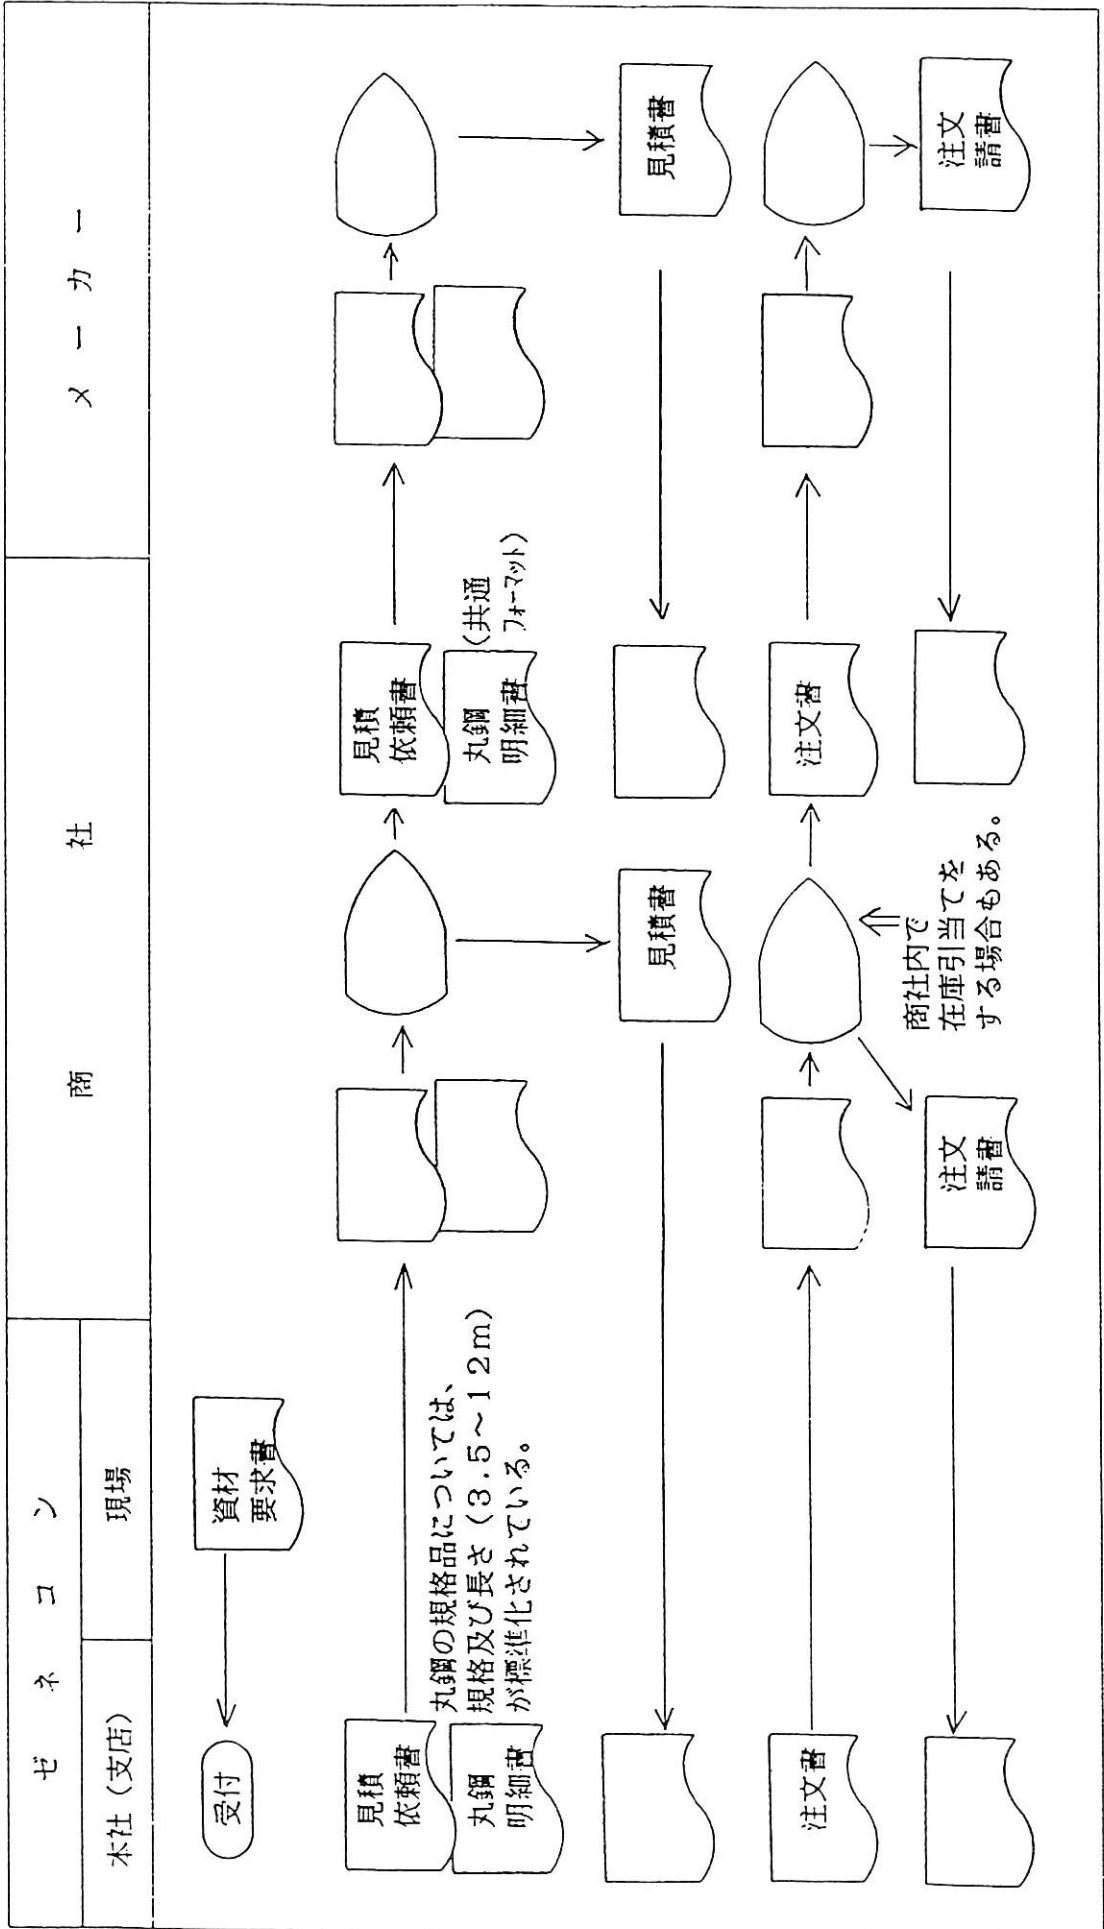 ゼネコン
商社
メーカー
本社（支店）
現場
受付
資材
要求書
見積
依頼書
丸鋼
明細書
丸鋼の規格品については、
規格及び長さ（3.5～12m）
が標準化されている。
見積
依頼書
丸鋼
明細書
（共通
フォーマット）
見積書
見積書
注文書
注文書
商社内で
在庫引当てを
する場合もある。
注文
請書
注文
請書